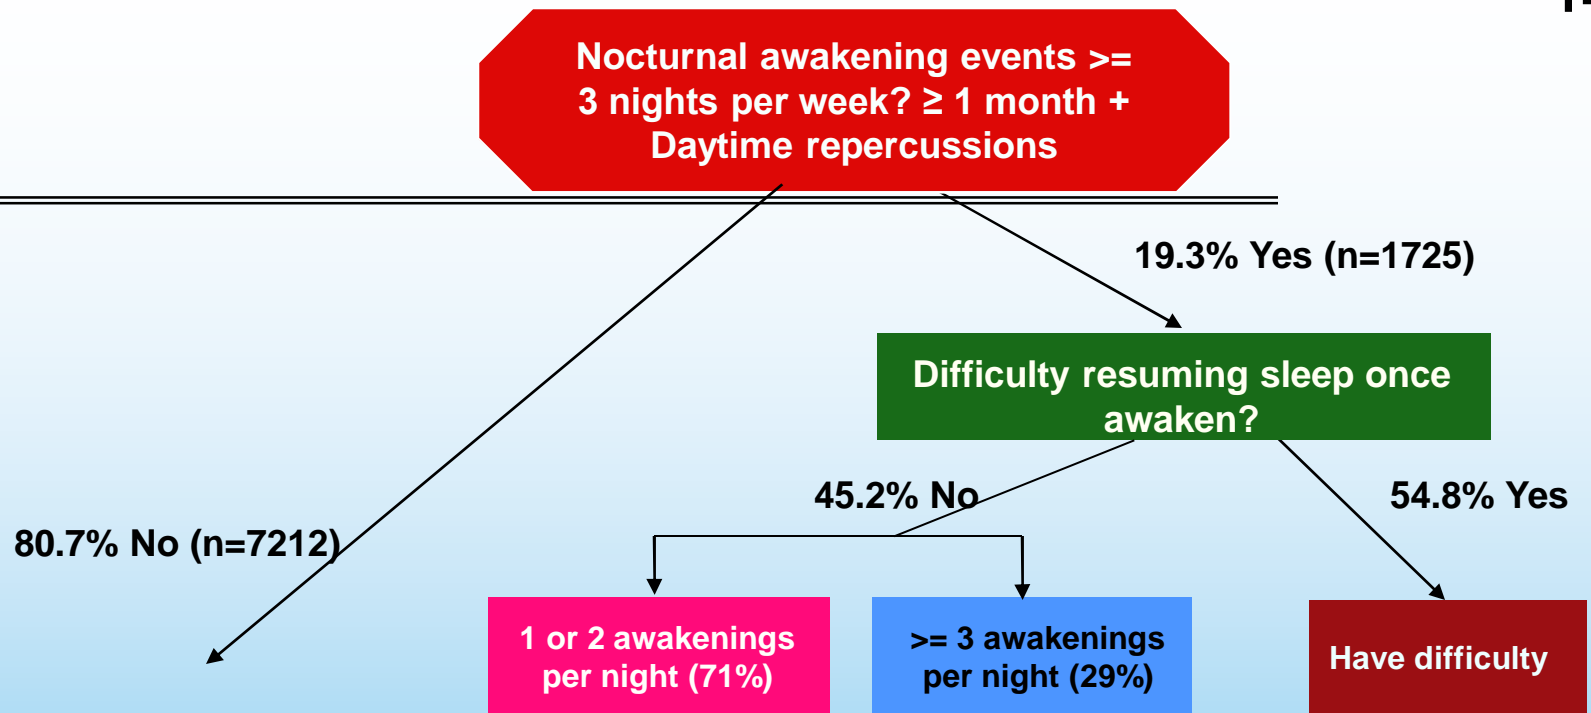 Nocturnal awakening events >=
3 nights per week? ≥ 1 month +
Daytime repercussions
19.3% Yes (n=1725)
Difficulty resuming sleep once
awaken?
45.2% No
54.8% Yes
80.7% No (n=7212)
1 or 2 awakenings
per night (71%)
>= 3 awakenings
per night (29%)
Have difficulty